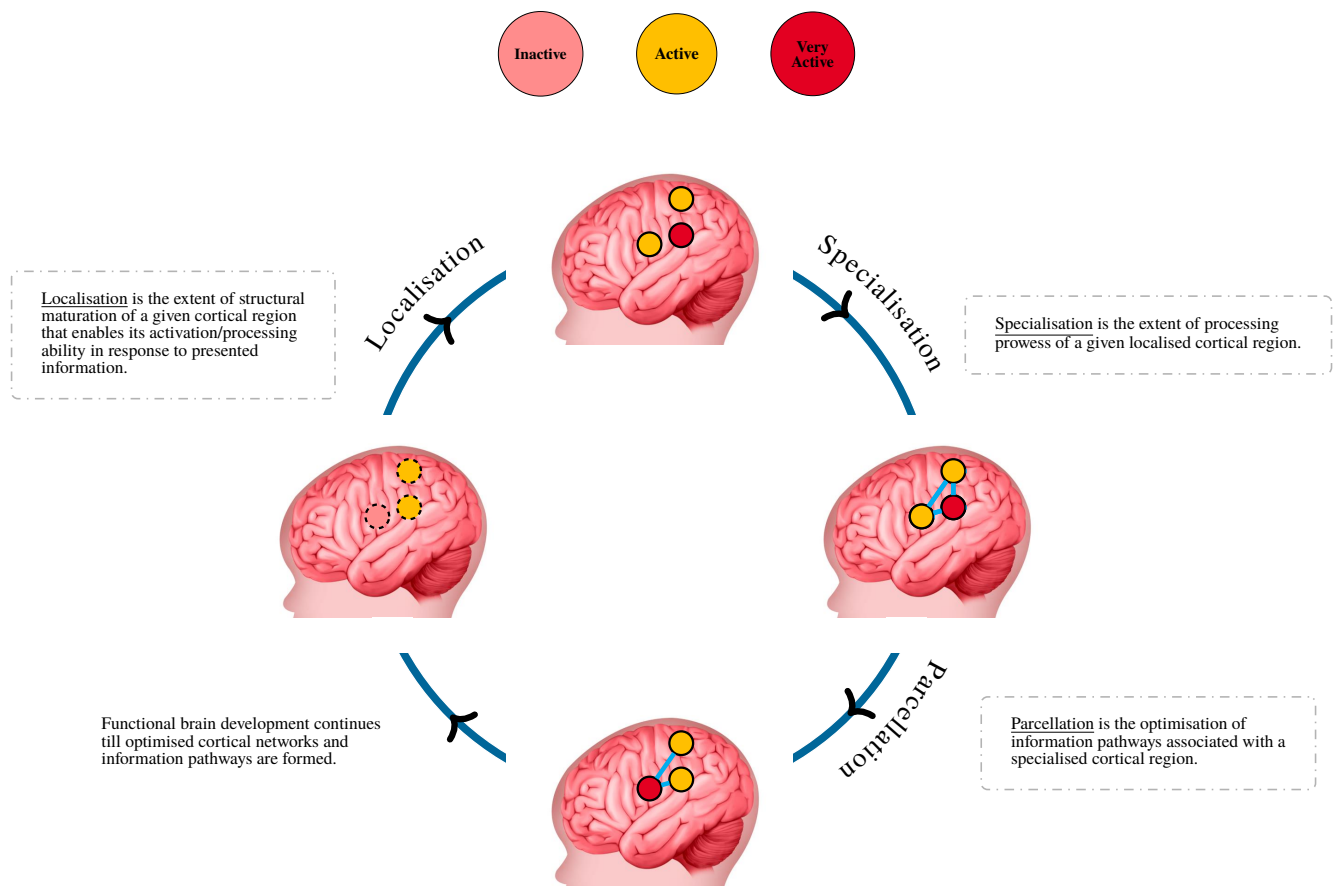 Inactive
Active
Very
Active
Localisation
Specialisation
Localisation is the extent of structural
maturation of a given cortical region
that enables its activation/processing
ability in response to presented
information.
Specialisation is the extent of processing
prowess of a given localised cortical region.
Parcellation
Functional brain development continues
till optimised cortical networks and
information pathways are formed.
Parcellation is the optimisation of
information pathways associated with a
specialised cortical region.